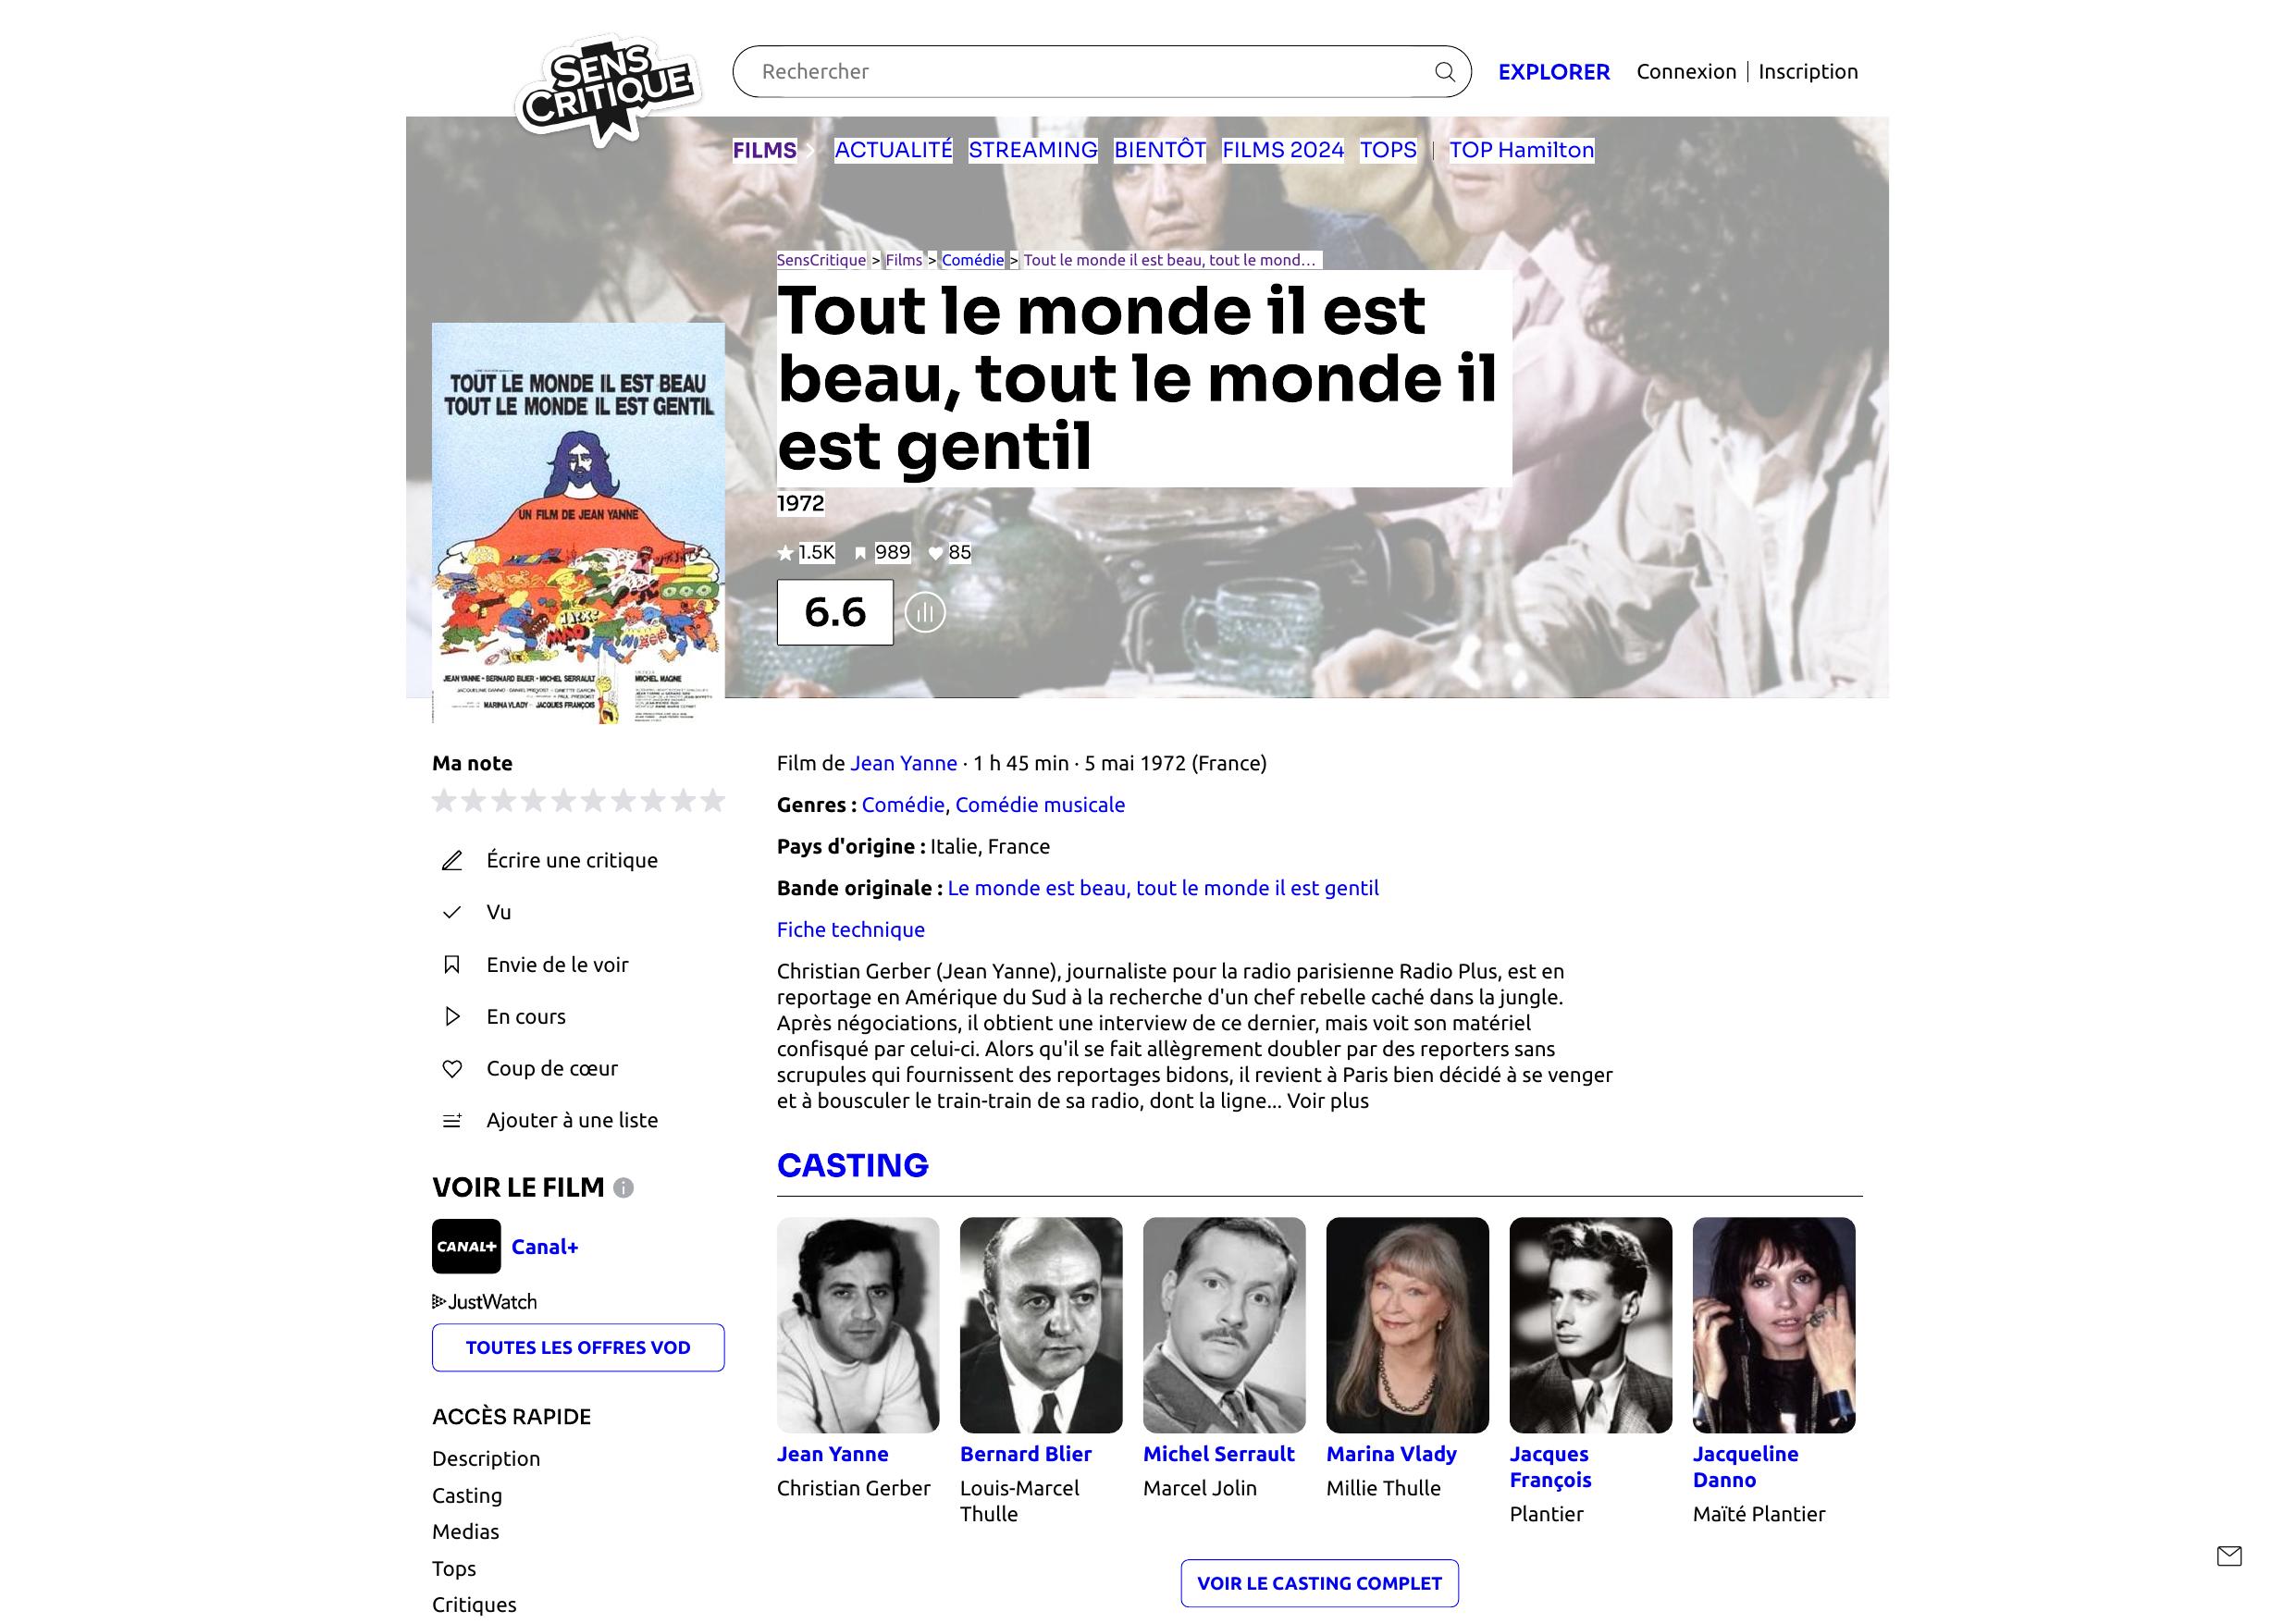 SENS
CRITIQUE
Rechercher
EXPLORER
Connexion | Inscription
FILMS
ACTUALITÉ
STREAMING
BIENTÔT
FILMS 2024
TOPS
|
TOP Hamilton
SensCritique > Films > Comédie > Tout le monde il est beau, tout le mond…
Tout le monde il est
beau, tout le monde il
est gentil
1972
1.5K 989 85
6.6
TOUT LE MONDE IL EST BEAU
TOUT LE MONDE IL EST GENTIL
UN FILM DE JEAN YANNE
MAO
JEAN YANNE · BERNARD BLIER · MICHEL SERRAULT
MICHEL MAGNE
JACQUELINE DANNO · DANIEL PREVOST · GINETTE GARCIN
MARINA VLADY · JACQUES FRANÇOIS
Ma note
Écrire une critique
Vu
Envie de le voir
En cours
Coup de cœur
Ajouter à une liste
VOIR LE FILM
CANAL+
Canal+
JustWatch
TOUTES LES OFFRES VOD
ACCÈS RAPIDE
Description
Casting
Medias
Tops
Critiques
Film de Jean Yanne · 1 h 45 min · 5 mai 1972 (France)
Genres : Comédie, Comédie musicale
Pays d'origine : Italie, France
Bande originale : Le monde est beau, tout le monde il est gentil
Fiche technique
Christian Gerber (Jean Yanne), journaliste pour la radio parisienne Radio Plus, est en
reportage en Amérique du Sud à la recherche d'un chef rebelle caché dans la jungle.
Après négociations, il obtient une interview de ce dernier, mais voit son matériel
confisqué par celui-ci. Alors qu'il se fait allègrement doubler par des reporters sans
scrupules qui fournissent des reportages bidons, il revient à Paris bien décidé à se venger
et à bousculer le train-train de sa radio, dont la ligne... Voir plus
CASTING
Jean Yanne
Christian Gerber
Bernard Blier
Louis-Marcel
Thulle
Michel Serrault
Marcel Jolin
Marina Vlady
Millie Thulle
Jacques
François
Plantier
Jacqueline
Danno
Maïté Plantier
VOIR LE CASTING COMPLET